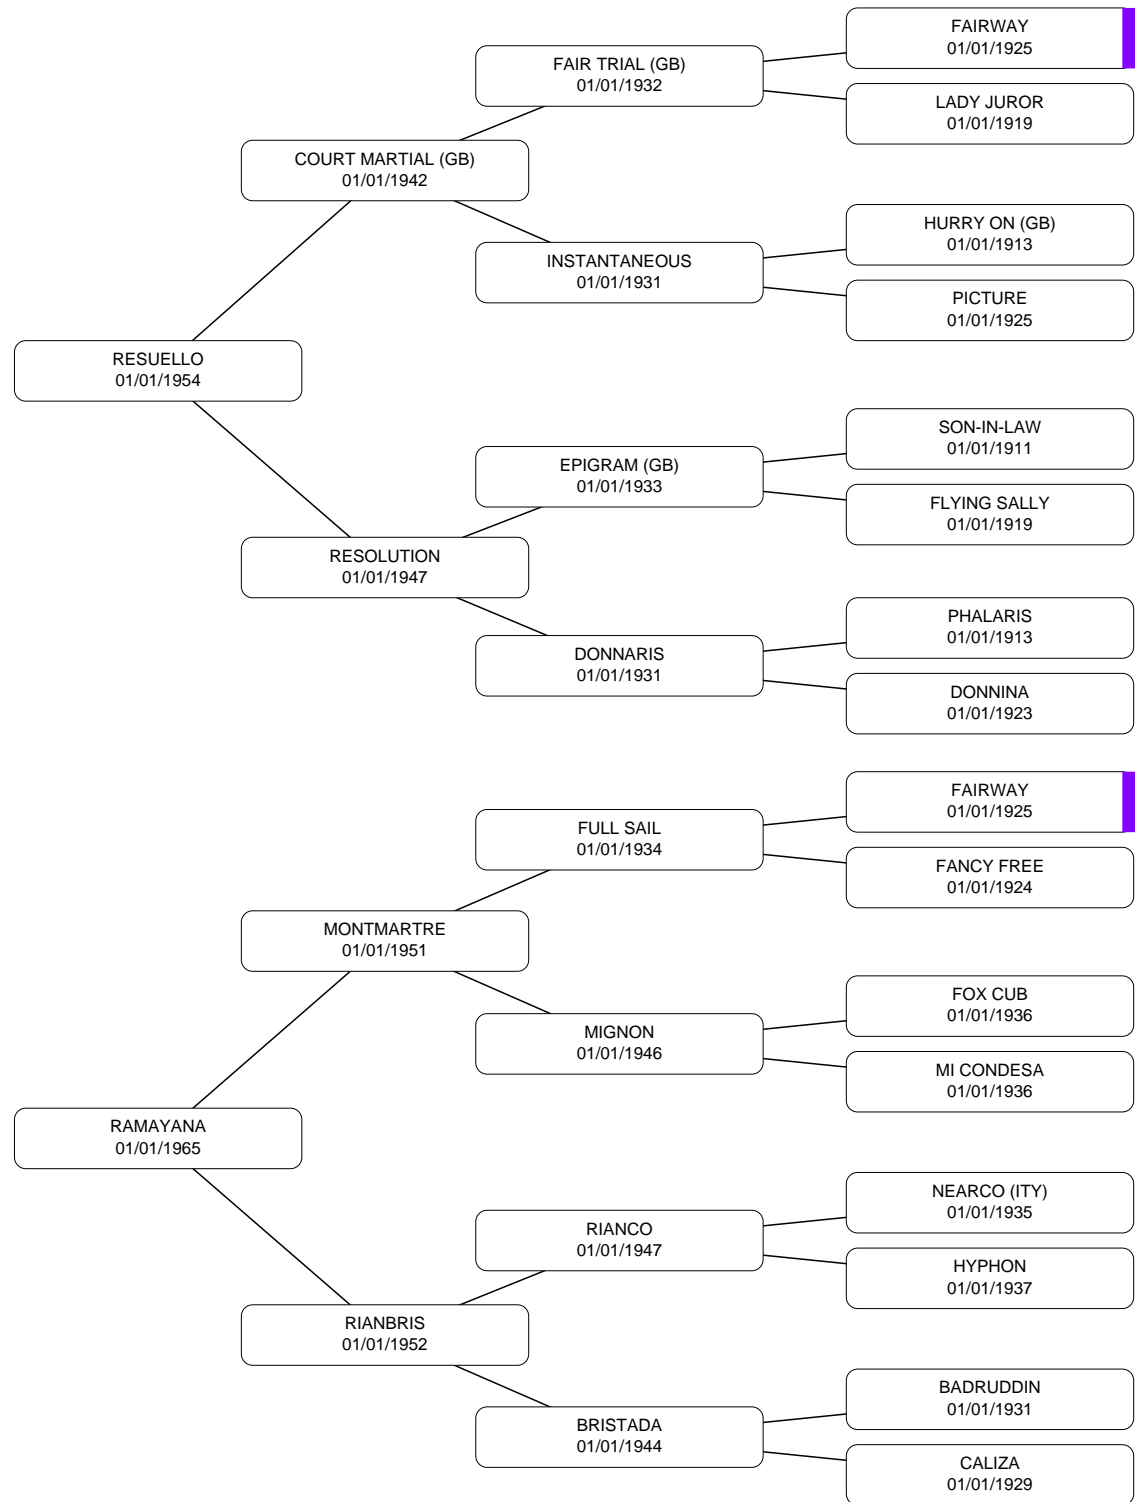 FAIRWAY
01/01/1925
FAIR TRIAL (GB)
01/01/1932
LADY JUROR
01/01/1919
COURT MARTIAL (GB)
01/01/1942
HURRY ON (GB)
01/01/1913
INSTANTANEOUS
01/01/1931
PICTURE
01/01/1925
RESUELLO
01/01/1954
SON-IN-LAW
01/01/1911
EPIGRAM (GB)
01/01/1933
FLYING SALLY
01/01/1919
RESOLUTION
01/01/1947
PHALARIS
01/01/1913
DONNARIS
01/01/1931
DONNINA
01/01/1923
FAIRWAY
01/01/1925
FULL SAIL
01/01/1934
FANCY FREE
01/01/1924
MONTMARTRE
01/01/1951
FOX CUB
01/01/1936
MIGNON
01/01/1946
MI CONDESA
01/01/1936
RAMAYANA
01/01/1965
NEARCO (ITY)
01/01/1935
RIANCO
01/01/1947
HYPHON
01/01/1937
RIANBRIS
01/01/1952
BADRUDDIN
01/01/1931
BRISTADA
01/01/1944
CALIZA
01/01/1929